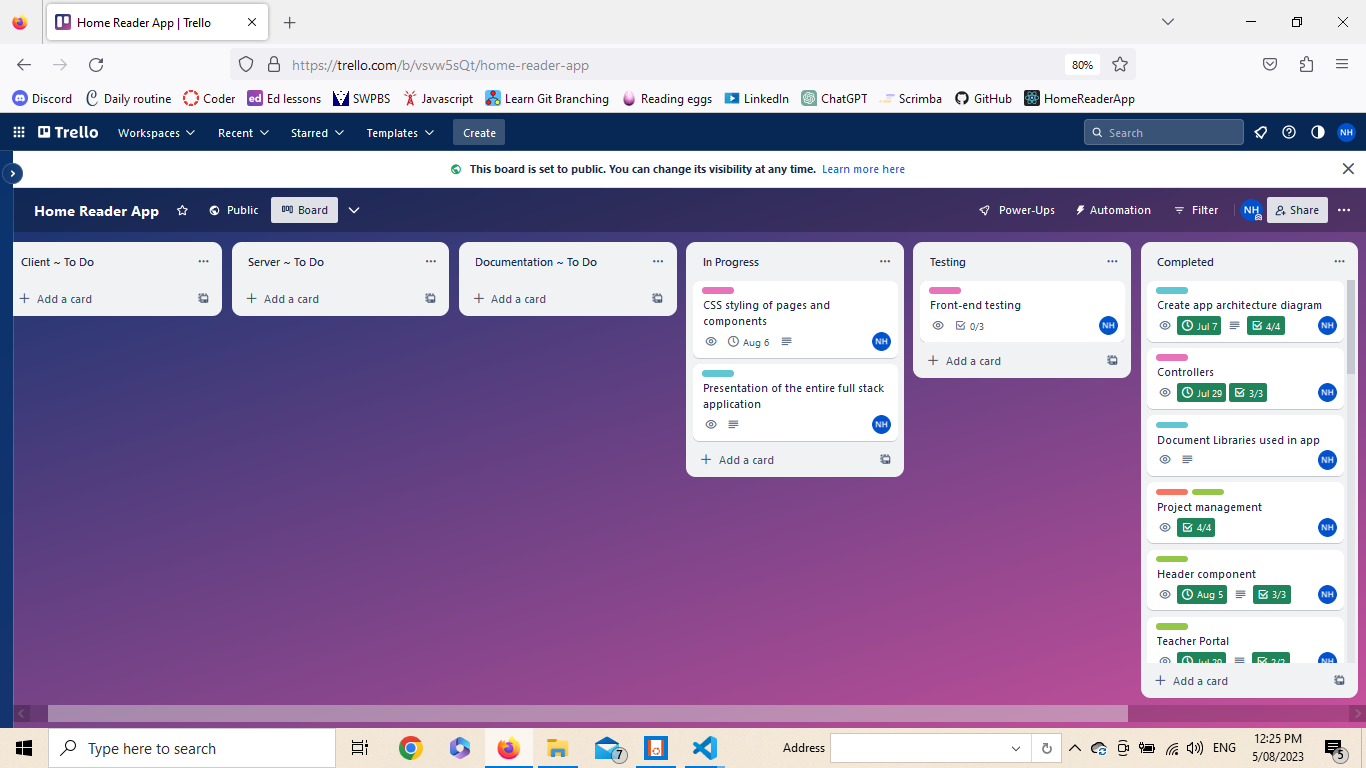 Home Reader App | Trello
https://trello.com/b/vsvw5sQt/home-reader-app
80%
Discord
Daily routine
Coder
ed
Ed lessons
SWPBS
Javascript
Learn Git Branching
Reading eggs
LinkedIn
ChatGPT
Scrimba
GitHub
HomeReaderApp
Trello
Workspaces
Recent
Starred
Templates
Create
Search
NH
This board is set to public. You can change its visibility at any time. Learn more here
Home Reader App
Public
Board
Power-Ups
Automation
Filter
NH
Share
Client ~ To Do
Add a card
Server ~ To Do
Add a card
Documentation ~ To Do
Add a card
In Progress
CSS styling of pages and
components
Aug 6
NH
Presentation of the entire full stack
application
NH
Add a card
Testing
Front-end testing
0/3
NH
Add a card
Completed
Create app architecture diagram
Jul 7
4/4
NH
Controllers
Jul 29
3/3
NH
Document Libraries used in app
NH
Project management
4/4
NH
Header component
Aug 5
3/3
NH
Teacher Portal
NH
Add a card
Type here to search
7
Address
ENG
12:25 PM
5/08/2023
5